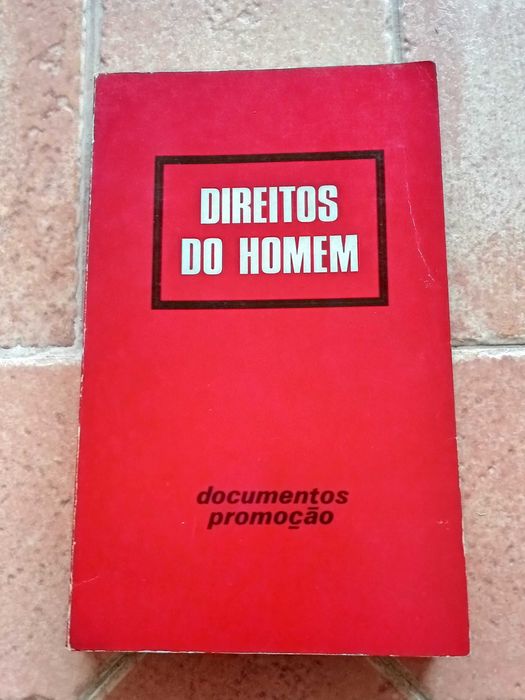 DIREITOS
DO HOMEM
documentos
promoção